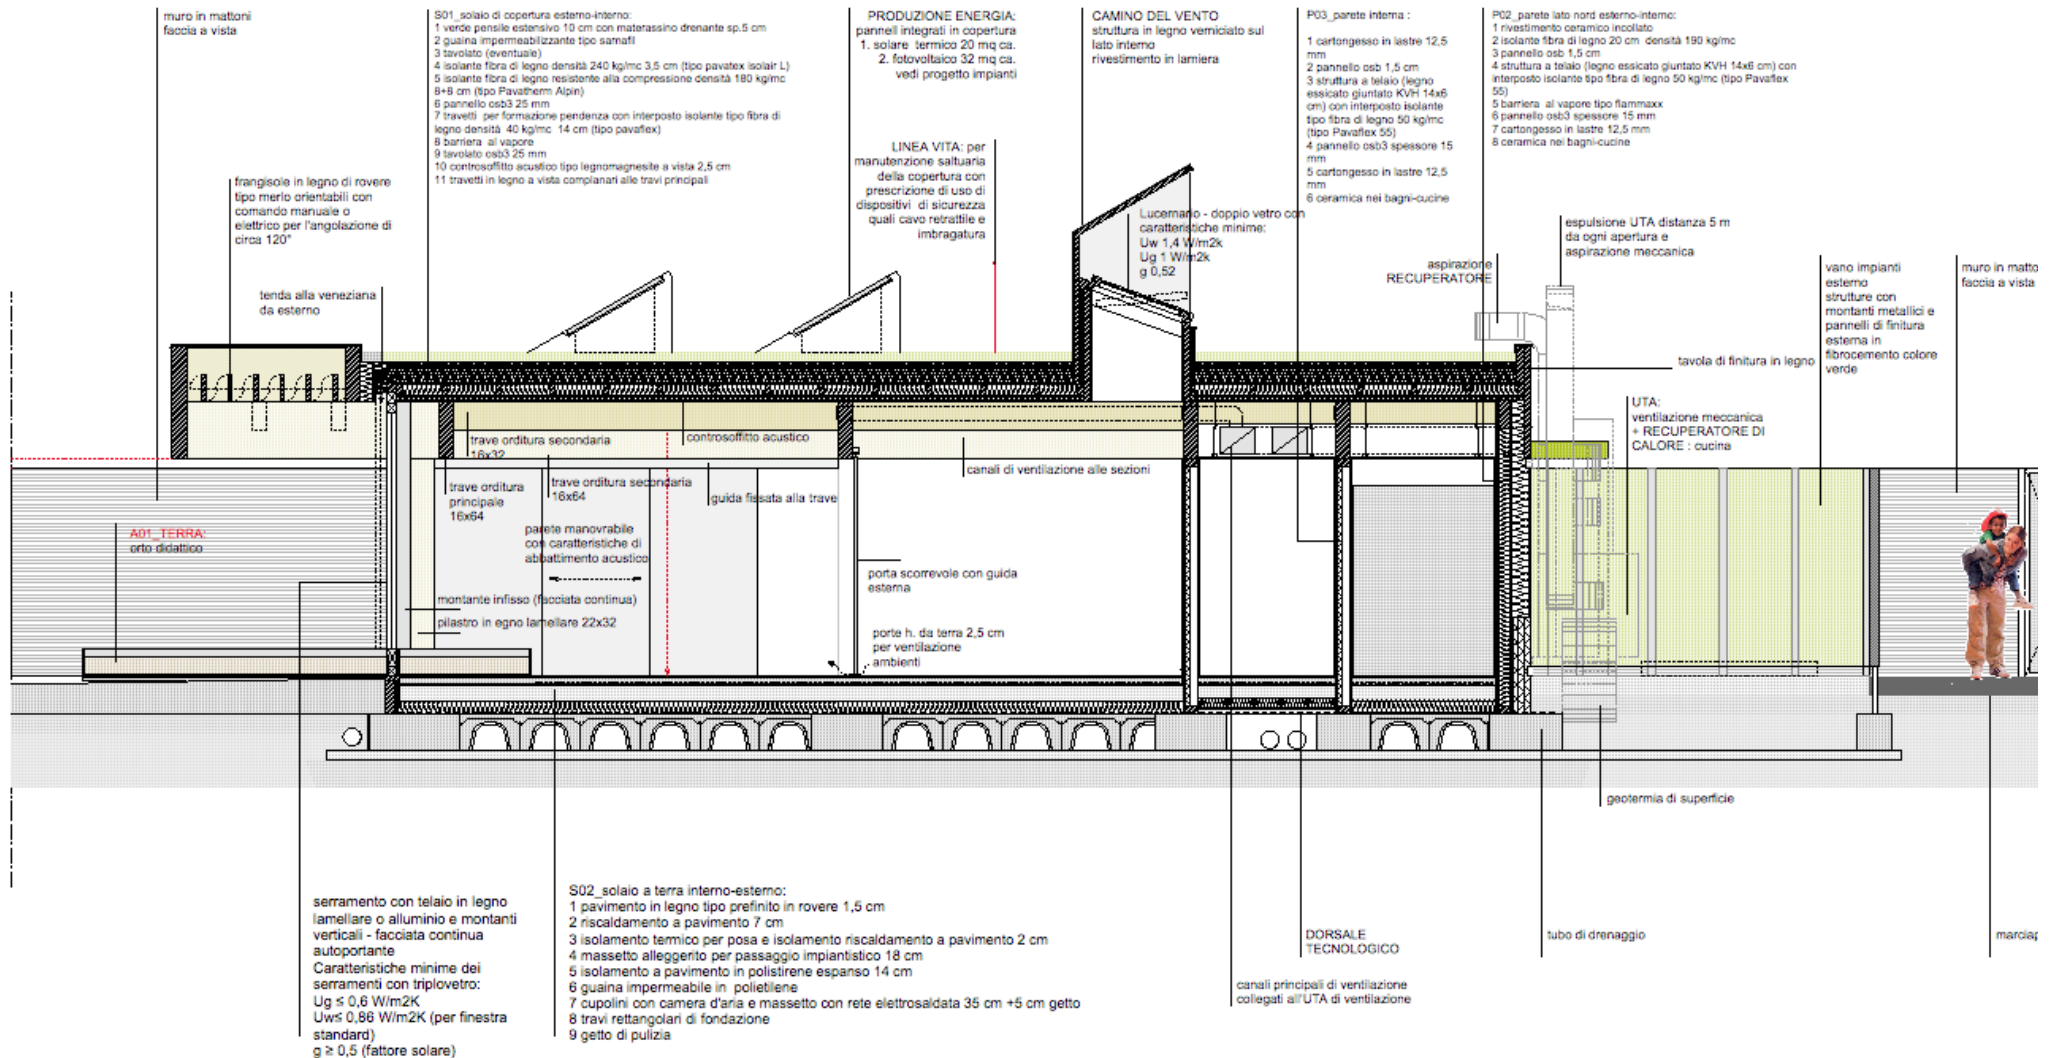 muro in mattoni
faccia a vista
S01_solaio di copertura esterno-interno:
1 verde pensile estensivo 10 cm con materassino drenante sp.5 cm
2 guaina impermeabilizzante tipo sarnafil
3 tavolato (eventuale)
4 isolante fibra di legno densità 240 kg/mc 3,5 cm (tipo pavatex isolair L)
5 isolante fibra di legno resistente alla compressione densità 180 kg/mc
8+8 cm (tipo Pavatherm Alpin)
6 pannello osb3 25 mm
7 travetti per formazione pendenza con interposto isolante tipo fibra di
legno densità 40 kg/mc 14 cm (tipo pavaflex)
8 barriera al vapore
9 tavolato osb3 25 mm
10 controsoffitto acustico tipo legnomagnesite a vista 2,5 cm
11 travetti in legno a vista complanari alle travi principali
PRODUZIONE ENERGIA:
pannell integrati in copertura
1. solare termico 20 mq ca.
2. fotovoltaico 32 mq ca.
vedi progetto impianti
CAMINO DEL VENTO
struttura in legno verniciato sul
lato interno
rivestimento in lamiera
P03_parete interna :
1 cartongesso in lastre 12,5
mm
2 pannello osb 1,5 cm
3 struttura a telaio (legno
essicato giuntato KVH 14x6
cm) con interposto isolante
tipo fibra di legno 50 kg/mc
(tipo Pavaflex 55)
4 pannello osb3 spessore 15
mm
5 cartongesso in lastre 12,5
mm
6 ceramica nei bagni-cucine
P02_parete lato nord esterno-interno:
1 rivestimento ceramico incollato
2 isolante fibra di legno 20 cm densità 190 kg/mc
3 pannello osb 1,5 cm
4 struttura a telaio (legno essicato giuntato KVH 14x6 cm) con
interposto isolante tipo fibra di legno 50 kg/mc (tipo Pavaflex
55)
5 barriera al vapore tipo flammaxx
6 pannello osb3 spessore 15 mm
7 cartongesso in lastre 12,5 mm
8 ceramica nei bagni-cucine
LINEA VITA: per
manutenzione saltuaria
della copertura con
prescrizione di uso di
dispositivi di sicurezza
quali cavo retrattile e
imbragatura
frangisole in legno di rovere
tipo merlo orientabili con
comando manuale o
elettrico per l'angolazione di
circa 120°
tenda alla veneziana
da esterno
Lucernario - doppio vetro con
caratteristiche minime:
Uw 1,4 W/m2k
Ug 1 W/m2k
g 0,52
espulsione UTA distanza 5 m
da ogni apertura e
aspirazione meccanica
aspirazione
RECUPERATORE
vano impianti
esterno
strutture con
montanti metallici e
pannelli di finitura
esterna in
fibrocemento colore
verde
muro in matto
faccia a vista
tavola di finitura in legno
UTA:
ventilazione meccanica
+ RECUPERATORE DI
CALORE : cucina
trave orditura secondaria
16x32
controsoffitto acustico
canali di ventilazione alle sezioni
trave orditura
principale
16x64
trave orditura secondaria
16x64
guida fissata alla trave
A01_TERRA:
orto didattico
parete manovrabile
con caratteristiche di
abbattimento acustico
porta scorrevole con guida
esterna
montante infisso (facciata continua)
pilastro in egno lamellare 22x32
porte h. da terra 2,5 cm
per ventilazione
ambienti
geotermia di superficie
serramento con telaio in legno
lamellare o alluminio e montanti
verticali - facciata continua
autoportante
Caratteristiche minime dei
serramenti con triplovetro:
Ug ≤ 0,6 W/m2K
Uw≤ 0,86 W/m2K (per finestra
standard)
g ≥ 0,5 (fattore solare)
S02_solaio a terra interno-esterno:
1 pavimento in legno tipo prefinito in rovere 1,5 cm
2 riscaldamento a pavimento 7 cm
3 isolamento termico per posa e isolamento riscaldamento a pavimento 2 cm
4 massetto alleggerito per passaggio impiantistico 18 cm
5 isolamento a pavimento in polistirene espanso 14 cm
6 guaina impermeabile in polietilene
7 cupolini con camera d'aria e massetto con rete elettrosaldata 35 cm +5 cm getto
8 travi rettangolari di fondazione
9 getto di pulizia
DORSALE
TECNOLOGICO
tubo di drenaggio
marciap
canali principali di ventilazione
collegati all'UTA di ventilazione